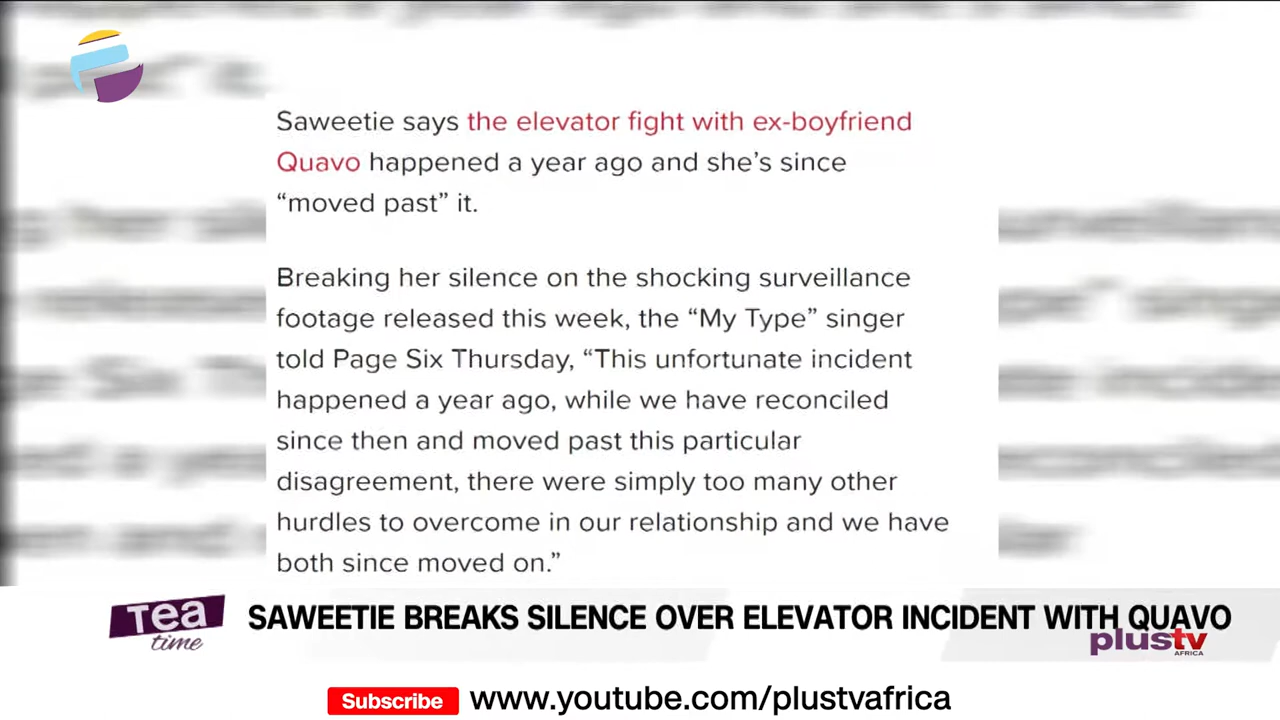 Saweetie says the elevator fight with ex-boyfriend
Quavo happened a year ago and she’s since
“moved past” it.
Breaking her silence on the shocking surveillance
footage released this week, the “My Type” singer
told Page Six Thursday, “This unfortunate incident
happened a year ago, while we have reconciled
since then and moved past this particular
disagreement, there were simply too many other
hurdles to overcome in our relationship and we have
both since moved on.”
Tea
time
SAWEETIE BREAKS SILENCE OVER ELEVATOR INCIDENT WITH QUAVO
plustv
AFRICA
Subscribe
www.youtube.com/plustvafrica